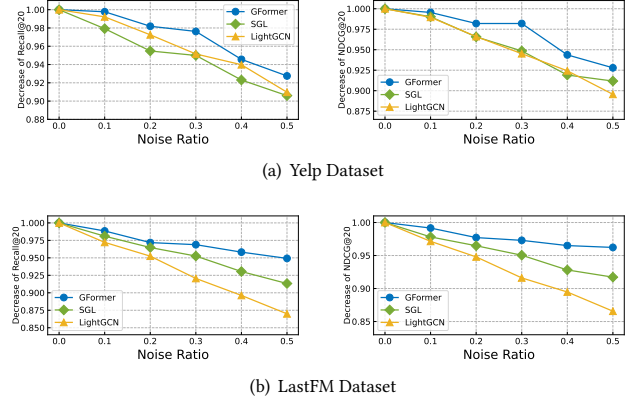 1.00
0.98
0.96
0.94
0.92
0.90
0.88
Decrease of Recall@20
GFormer
SGL
LightGCN
0.0 0.1 0.2 0.3 0.4 0.5
Noise Ratio
1.000
0.975
0.950
0.925
0.900
0.875
Decrease of NDCG@20
GFormer
SGL
LightGCN
0.0 0.1 0.2 0.3 0.4 0.5
Noise Ratio
(a) Yelp Dataset
1.000
0.975
0.950
0.925
0.900
0.875
0.850
Decrease of Recall@20
GFormer
SGL
LightGCN
0.0 0.1 0.2 0.3 0.4 0.5
Noise Ratio
1.00
0.95
0.90
0.85
Decrease of NDCG@20
GFormer
SGL
LightGCN
0.0 0.1 0.2 0.3 0.4 0.5
Noise Ratio
(b) LastFM Dataset